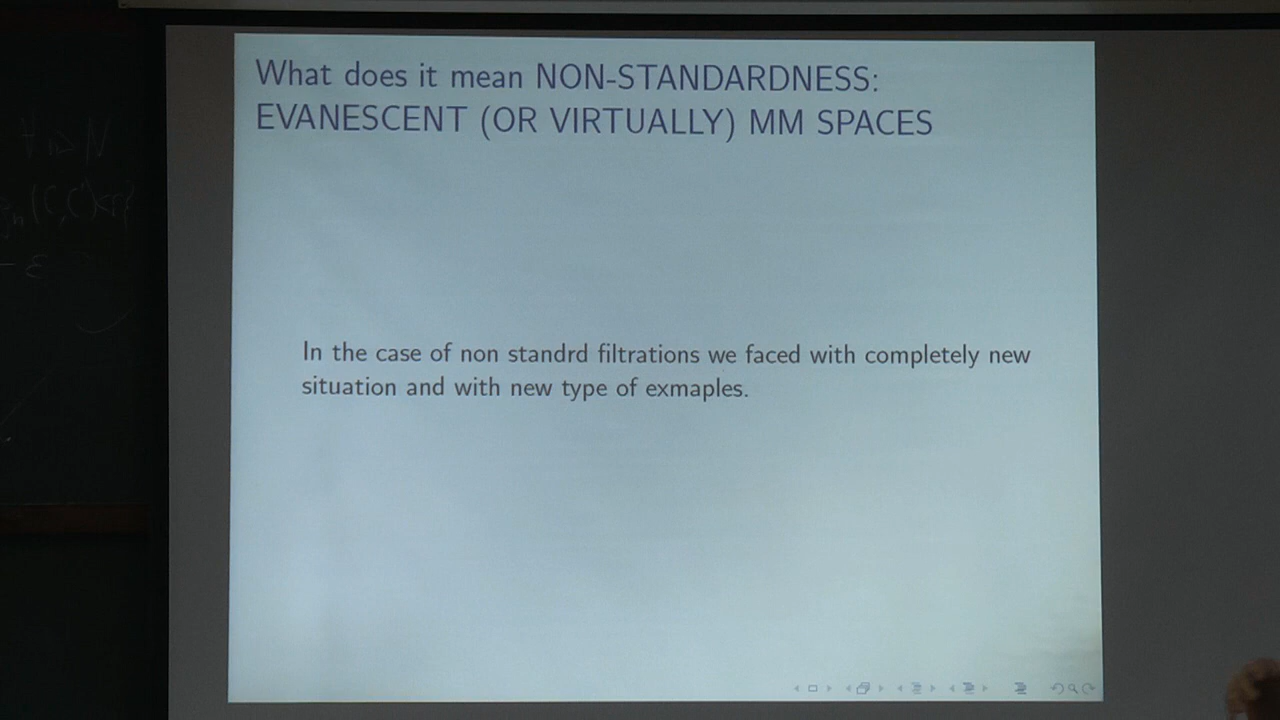 What does it mean NON-STANDARDNESS:
EVANESCENT (OR VIRTUALLY) MM SPACES
In the case of non standrd filtrations we faced with completely new
situation and with new type of exmaples.